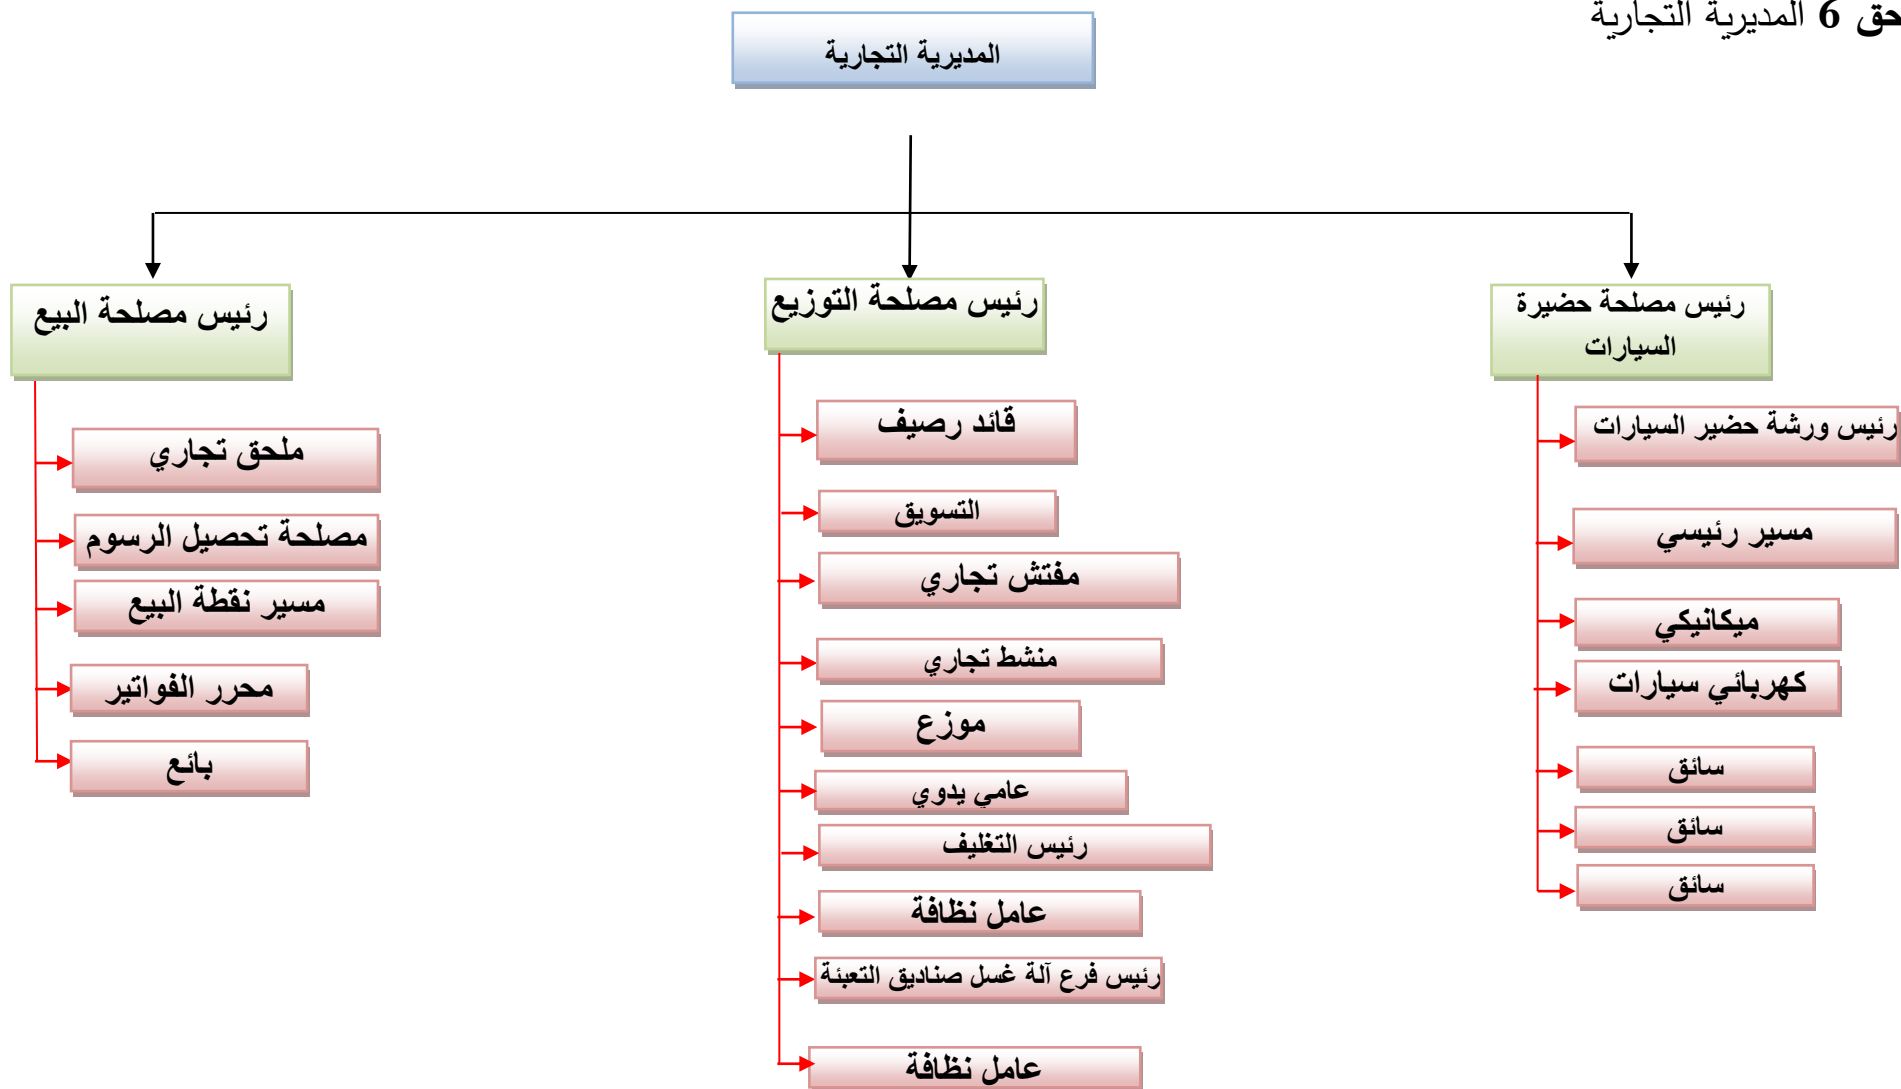 حق 6 المديرية التجارية
المديرية التجارية
رئيس مصلحة حضيرة
السيارات
رئيس ورشة حضير السيارات
مسير رئيسي
ميكانيكي
كهربائي سيارات
سائق
سائق
سائق
رئيس مصلحة التوزيع
قائد رصيف
التسويق
مفتش تجاري
منشط تجاري
موزع
عامي يدوي
رئيس التغليف
عامل نظافة
رئيس فرع آلة غسل صناديق التعبئة
عامل نظافة
رئيس مصلحة البيع
ملحق تجاري
مصلحة تحصيل الرسوم
مسير نقطة البيع
محرر الفواتير
بائع